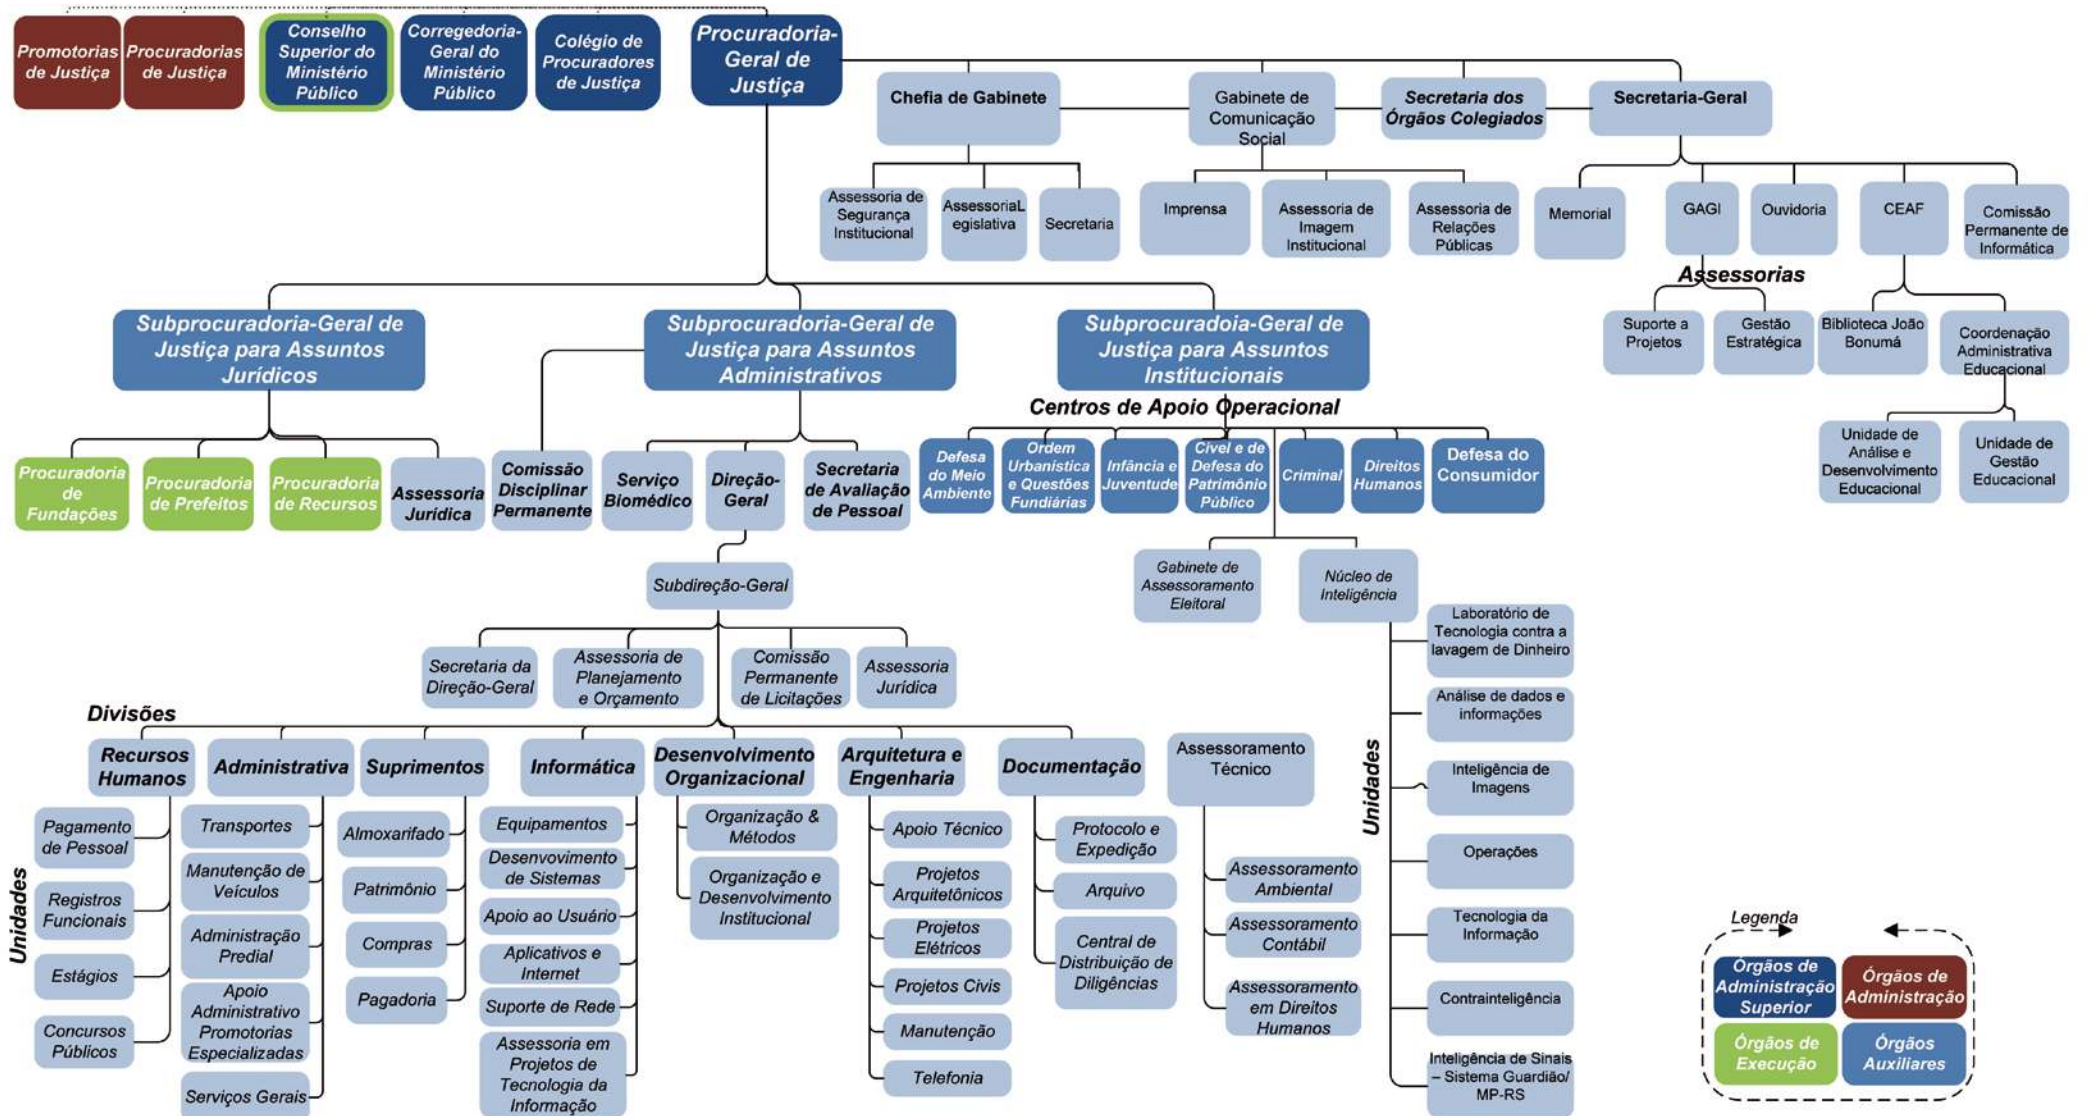 Promotorias
de Justiça
Procuradorias
de Justiça
Conselho
Superior do
Ministério
Público
Corregedoria-
Geral do
Ministério
Público
Colégio de
Procuradores
de Justiça
Procuradoria-
Geral de
Justiça
Chefia de Gabinete
Gabinete de
Comunicação
Social
Secretaria dos
Órgãos Colegiados
Secretaria-Geral
Assessoria de
Segurança
Institucional
AssessoriaL
egislativa
Secretaria
Imprensa
Assessoria de
Imagem
Institucional
Assessoria de
Relações
Públicas
Memorial
GAGI
Ouvidoria
CEAF
Comissão
Permanente de
Informática
Assessorias
Suporte a
Projetos
Gestão
Estratégica
Biblioteca João
Bonumá
Coordenação
Administrativa
Educacional
Unidade de
Análise e
Desenvolvimento
Educacional
Unidade de
Gestão
Educacional
Subprocuradoria-Geral de
Justiça para Assuntos
Jurídicos
Subprocuradoria-Geral de
Justiça para Assuntos
Administrativos
Subprocuradoia-Geral de
Justiça para Assuntos
Institucionais
Centros de Apoio Operacional
Procuradoria
de
Fundações
Procuradoria
de Prefeitos
Procuradoria
de Recursos
Assessoria
Jurídica
Comissão
Disciplinar
Permanente
Serviço
Biomédico
Direção-
Geral
Secretaria
de Avaliação
de Pessoal
Defesa
do Meio
Ambiente
Ordem
Urbanística
e Questões
Fundiárias
Infância e
Juventude
Cível e de
Defesa do
Patrimônio
Público
Criminal
Direitos
Humanos
Defesa do
Consumidor
Subdireção-Geral
Gabinete de
Assessoramento
Eleitoral
Núcleo de
Inteligência
Secretaria da
Direção-Geral
Assessoria de
Planejamento
e Orçamento
Comissão
Permanente
de Licitações
Assessoria
Jurídica
Divisões
Recursos
Humanos
Administrativa
Suprimentos
Informática
Desenvolvimento
Organizacional
Arquitetura e
Engenharia
Documentação
Assessoramento
Técnico
Unidades
Pagamento
de Pessoal
Registros
Funcionais
Estágios
Concursos
Públicos
Transportes
Manutenção de
Veículos
Administração
Predial
Apoio
Administrativo
Promotorias
Especializadas
Serviços Gerais
Almoxarifado
Patrimônio
Compras
Pagadoria
Equipamentos
Desenvovimento
de Sistemas
Apoio ao Usuário
Aplicativos e
Internet
Suporte de Rede
Assessoria em
Projetos de
Tecnologia da
Informação
Organização &
Métodos
Organização e
Desenvolvimento
Institucional
Apoio Técnico
Projetos
Arquitetônicos
Projetos
Elétricos
Projetos Civis
Manutenção
Telefonia
Protocolo e
Expedição
Arquivo
Central de
Distribuição de
Diligências
Assessoramento
Ambiental
Assessoramento
Contábil
Assessoramento
em Direitos
Humanos
Unidades
Laboratório de
Tecnologia contra a
lavagem de Dinheiro
Análise de dados e
informações
Inteligência de
Imagens
Operações
Tecnologia da
Informação
Contrainteligência
Inteligência de Sinais
– Sistema Guardião/
MP-RS
Legenda
Órgãos de
Administração
Superior
Órgãos de
Administração
Órgãos de
Execução
Órgãos
Auxiliares